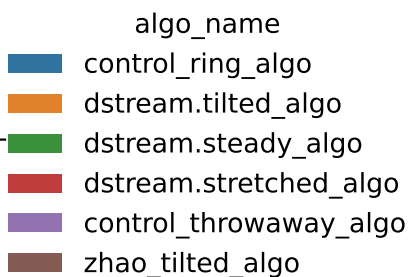 algo_name
control_ring_algo
dstream.tilted_algo
dstream.steady_algo
dstream.stretched_algo
control_throwaway_algo
zhao_tilted_algo